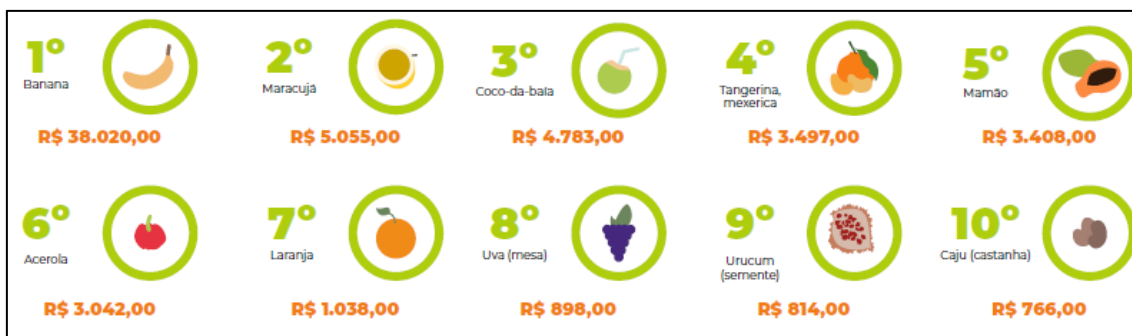 1º
Banana
R$ 38.020,00
2º
Maracujá
R$ 5.055,00
3º
Coco-da-baía
R$ 4.783,00
4º
Tangerina,
mexerica
R$ 3.497,00
5º
Mamão
R$ 3.408,00
6º
Acerola
R$ 3.042,00
7º
Laranja
R$ 1.038,00
8º
Uva (mesa)
R$ 898,00
9º
Urucum
(semente)
R$ 814,00
10º
Caju (castanha)
R$ 766,00